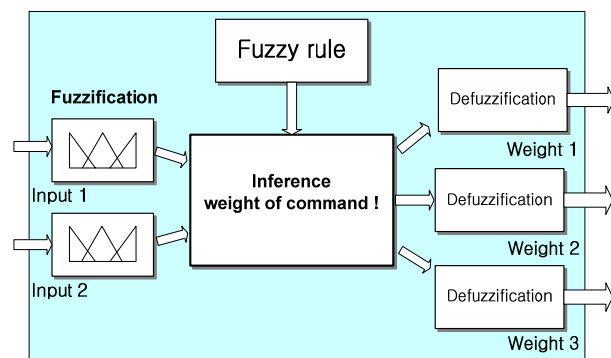 Fuzzy rule
Fuzzification
Defuzzification
Weight 1
Input 1
Inference
weight of command !
Defuzzification
Weight 2
Input 2
Defuzzification
Weight 3